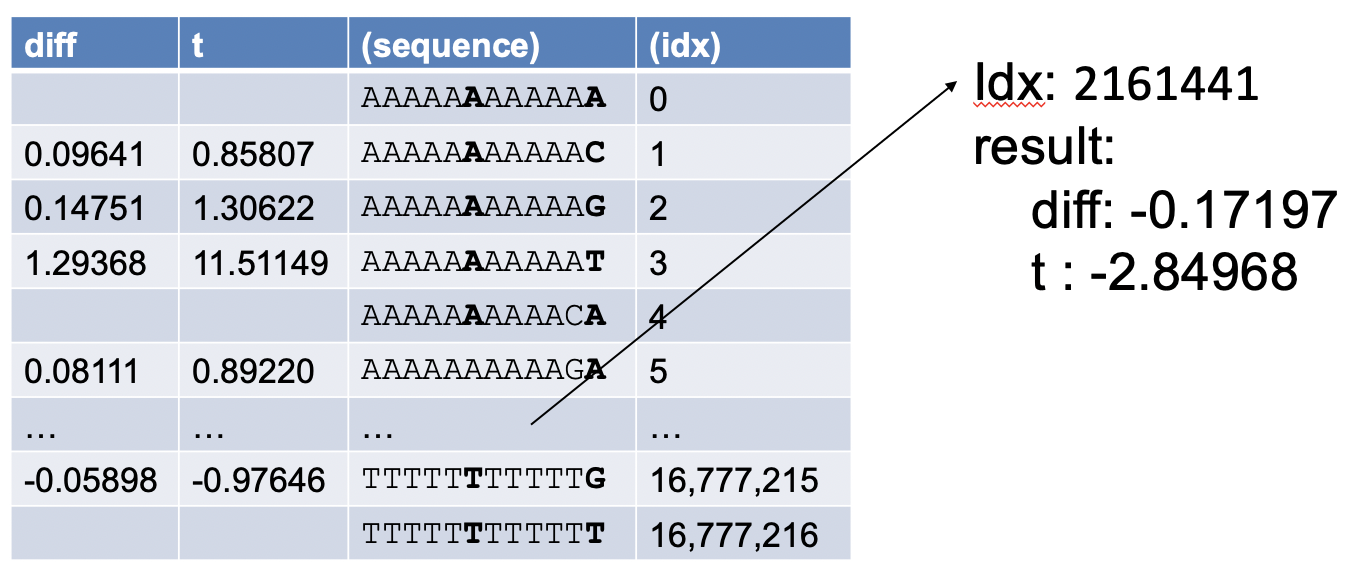 diff t (sequence) (idx)
AAAAAAAAAAAA 0
0.09641 0.85807 AAAAAAAAAAAC 1
0.14751 1.30622 AAAAAAAAAAAG 2
1.29368 11.51149 AAAAAAAAAAAT 3
AAAAAAAAAACA 4
0.08111 0.89220 AAAAAAAAAAGA 5
... ... ... ...
-0.05898 -0.97646 TTTTTTTTTTTG 16,777,215
TTTTTTTTTTTT 16,777,216
Idx: 2161441
result:
diff: -0.17197
t : -2.84968